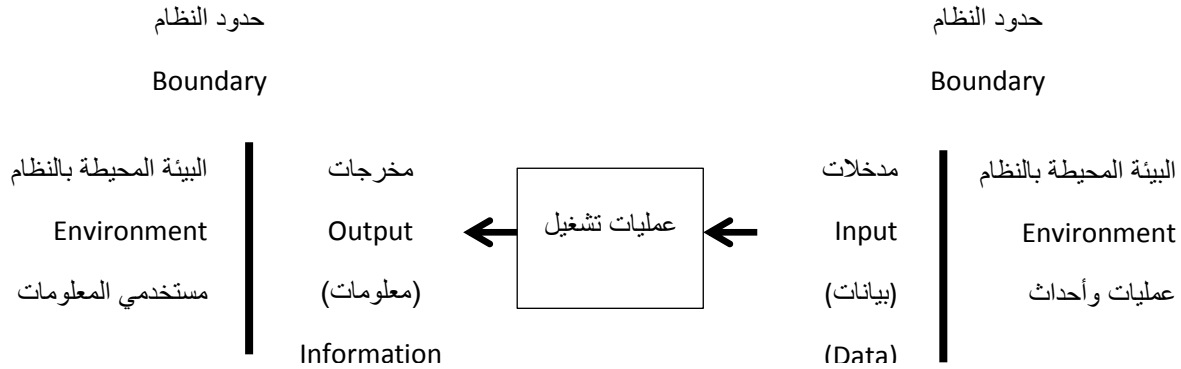 حدود النظام
Boundary
البيئة المحيطة بالنظام
Environment
عمليات وأحداث
مدخلات
Input
(بيانات)
(Data)
عمليات تشغيل
مخرجات
Output
(معلومات)
Information
حدود النظام
Boundary
البيئة المحيطة بالنظام
Environment
مستخدمي المعلومات